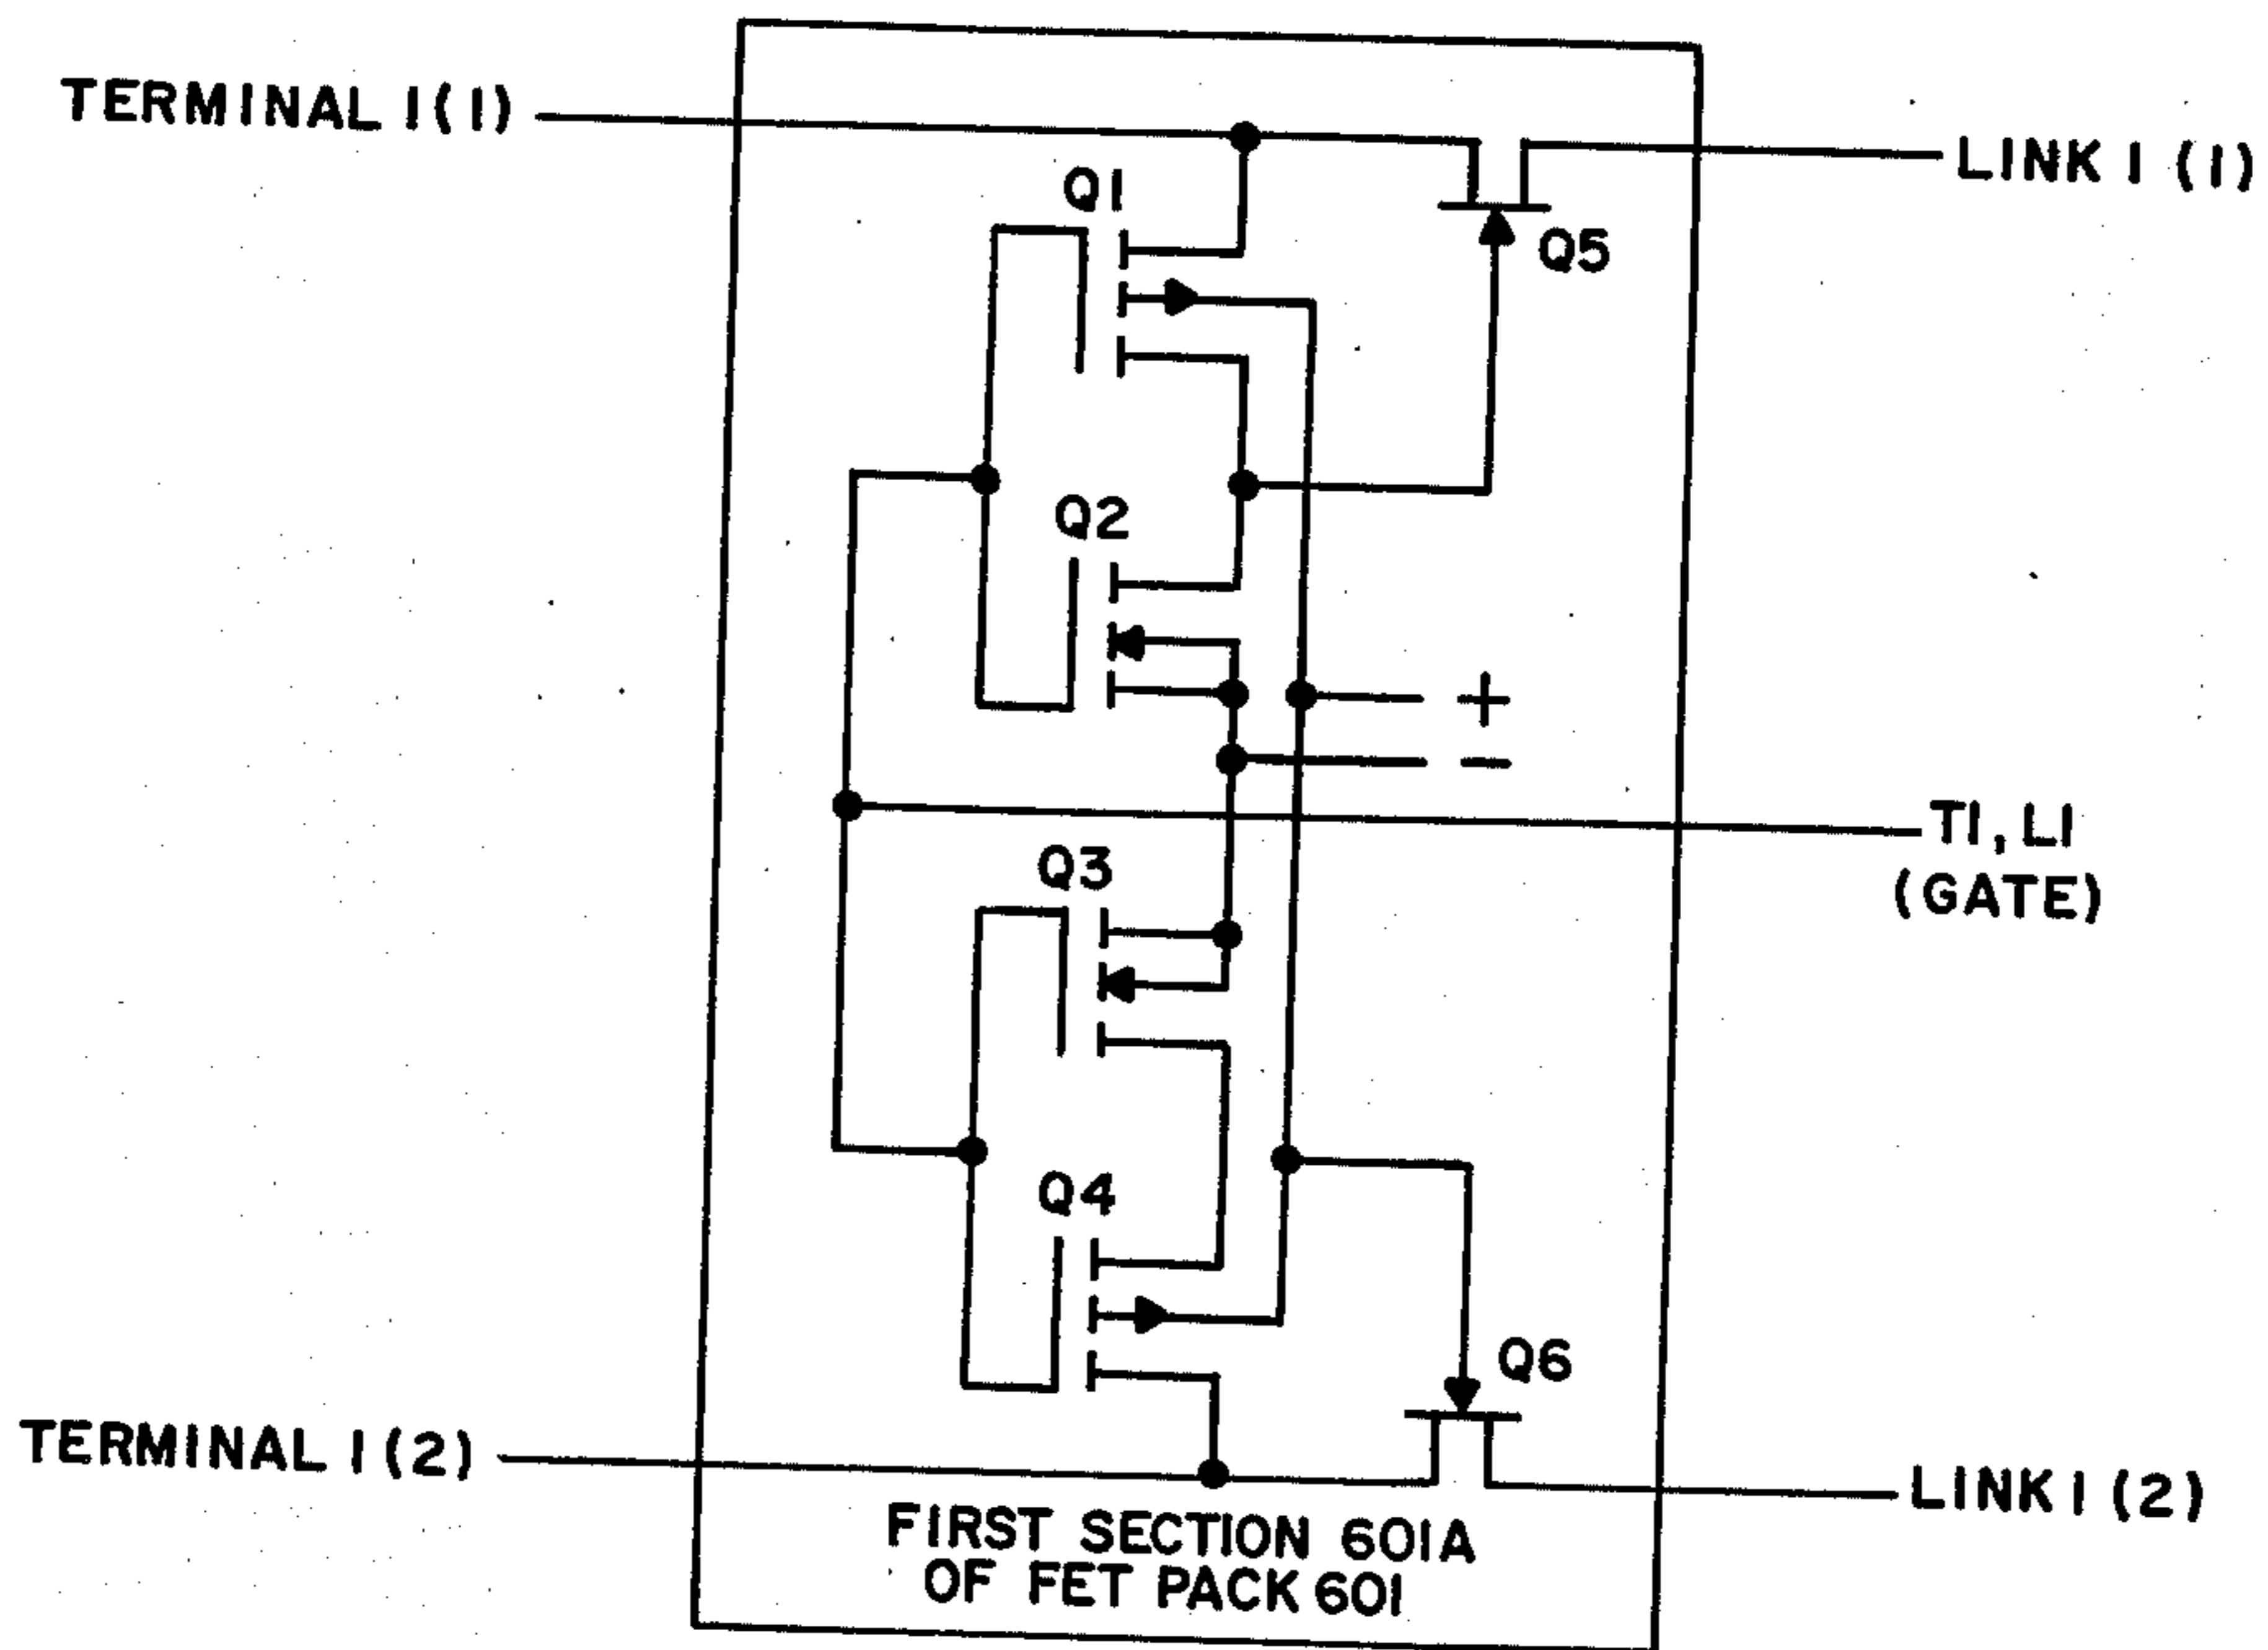 TERMINAL 1(1)
LINK 1 (1)
Q1
Q5
Q2
+
−
T1, L1
(GATE)
Q3
Q4
Q6
TERMINAL 1(2)
LINK 1 (2)
FIRST SECTION 601A
OF FET PACK 601